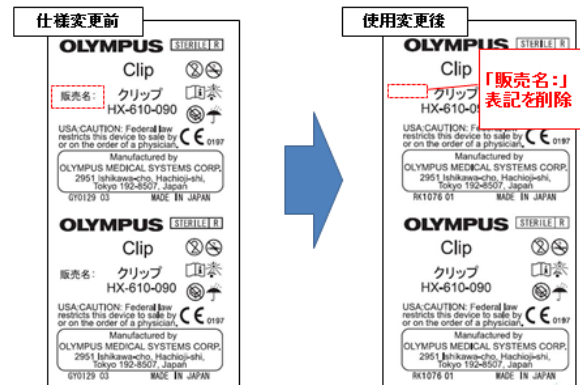 仕様変更前
OLYMPUS STERILE R
Clip
販売名: クリップ
HX-610-090
USA:CAUTION: Federal law
restricts this device to sale by
or on the order of a physician.
CE 0197
Manufactured by
OLYMPUS MEDICAL SYSTEMS CORP.
2951 Ishikawa-cho, Hachioji-shi,
Tokyo 192-8507, Japan
GY0129 03 MADE IN JAPAN
OLYMPUS STERILE R
Clip
販売名: クリップ
HX-610-090
USA:CAUTION: Federal law
restricts this device to sale by
or on the order of a physician.
CE 0197
Manufactured by
OLYMPUS MEDICAL SYSTEMS CORP.
2951 Ishikawa-cho, Hachioji-shi,
Tokyo 192-8507, Japan
GY0129 03 MADE IN JAPAN
使用変更後
OLYMPUS STERILE R
Clip
「販売名:」
表記を削除
クリップ
HX-610-09
USA:CAUTION: Federal law
restricts this device to sale by
or on the order of a physician.
CE 0197
Manufactured by
OLYMPUS MEDICAL SYSTEMS CORP.
2951 Ishikawa-cho, Hachioji-shi,
Tokyo 192-8507, Japan
RK1076 01 MADE IN JAPAN
OLYMPUS STERILE R
Clip
クリップ
HX-610-090
USA:CAUTION: Federal law
restricts this device to sale by
or on the order of a physician.
CE 0197
Manufactured by
OLYMPUS MEDICAL SYSTEMS CORP.
2951 Ishikawa-cho, Hachioji-shi,
Tokyo 192-8507, Japan
RK1076 01 MADE IN JAPAN